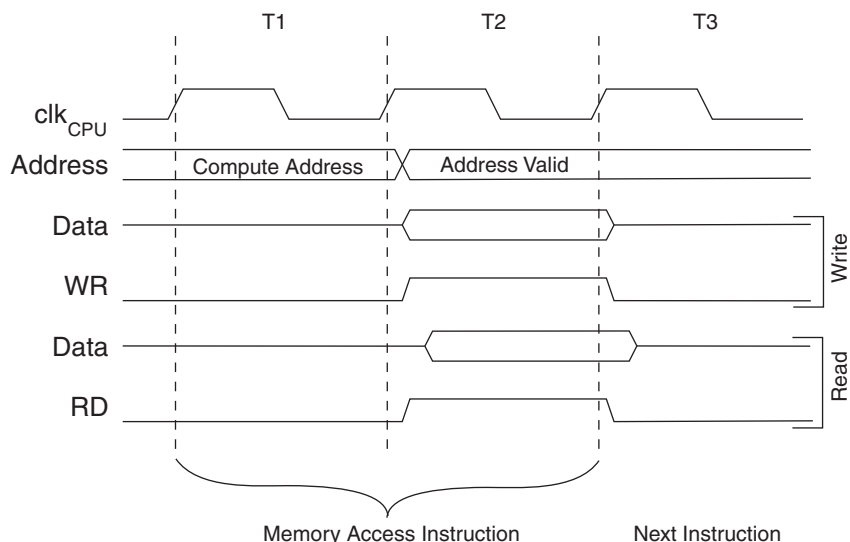 T1 T2 T3
clkCPU
Address Compute Address Address Valid
Data
WR
Write
Data
RD
Read
Memory Access Instruction Next Instruction